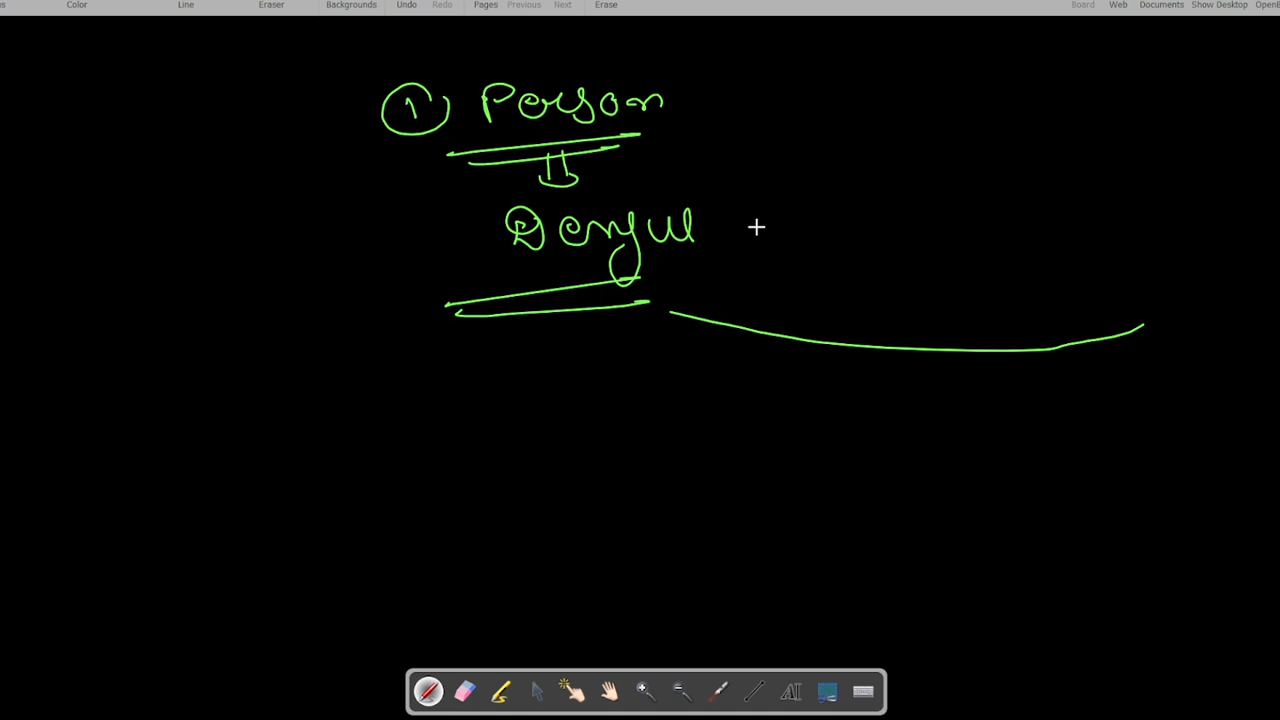 Color Line Eraser Backgrounds Undo Redo Pages Previous Next Erase Board Web Documents Show Desktop
① Person